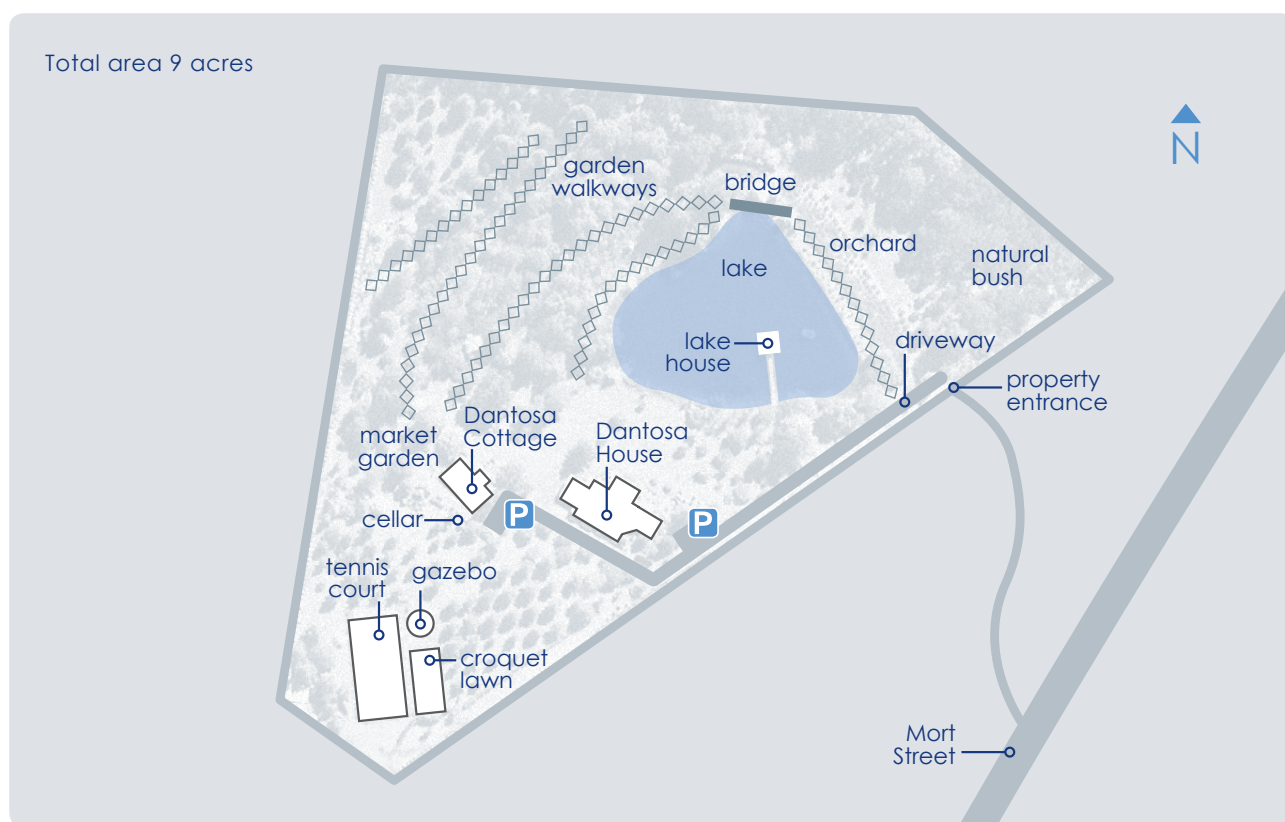 Total area 9 acres
N
garden
walkways
bridge
orchard
natural
bush
lake
lake
house
driveway
property
entrance
Dantosa
Cottage
Dantosa
House
market
garden
cellar
P
P
tennis
court
gazebo
croquet
lawn
Mort
Street